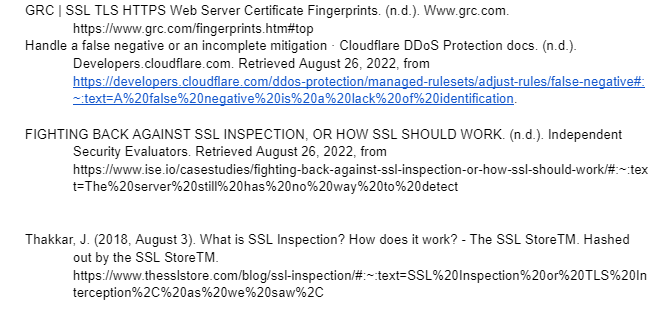 GRC | SSL TLS HTTPS Web Server Certificate Fingerprints. (n.d.). Www.grc.com.
https://www.grc.com/fingerprints.htm#top
Handle a false negative or an incomplete mitigation · Cloudflare DDoS Protection docs. (n.d.).
Developers.cloudflare.com. Retrieved August 26, 2022, from
https://developers.cloudflare.com/ddos-protection/managed-rulesets/adjust-rules/false-negative#:
~:text=A%20false%20negative%20is%20a%20lack%20of%20identification.
FIGHTING BACK AGAINST SSL INSPECTION, OR HOW SSL SHOULD WORK. (n.d.). Independent
Security Evaluators. Retrieved August 26, 2022, from
https://www.ise.io/casestudies/fighting-back-against-ssl-inspection-or-how-ssl-should-work/#:~:tex
t=The%20server%20still%20has%20no%20way%20to%20detect
Thakkar, J. (2018, August 3). What is SSL Inspection? How does it work? - The SSL StoreTM. Hashed
out by the SSL StoreTM.
https://www.thesslstore.com/blog/ssl-inspection/#:~:text=SSL%20Inspection%20or%20TLS%20In
terception%2C%20as%20we%20saw%2C